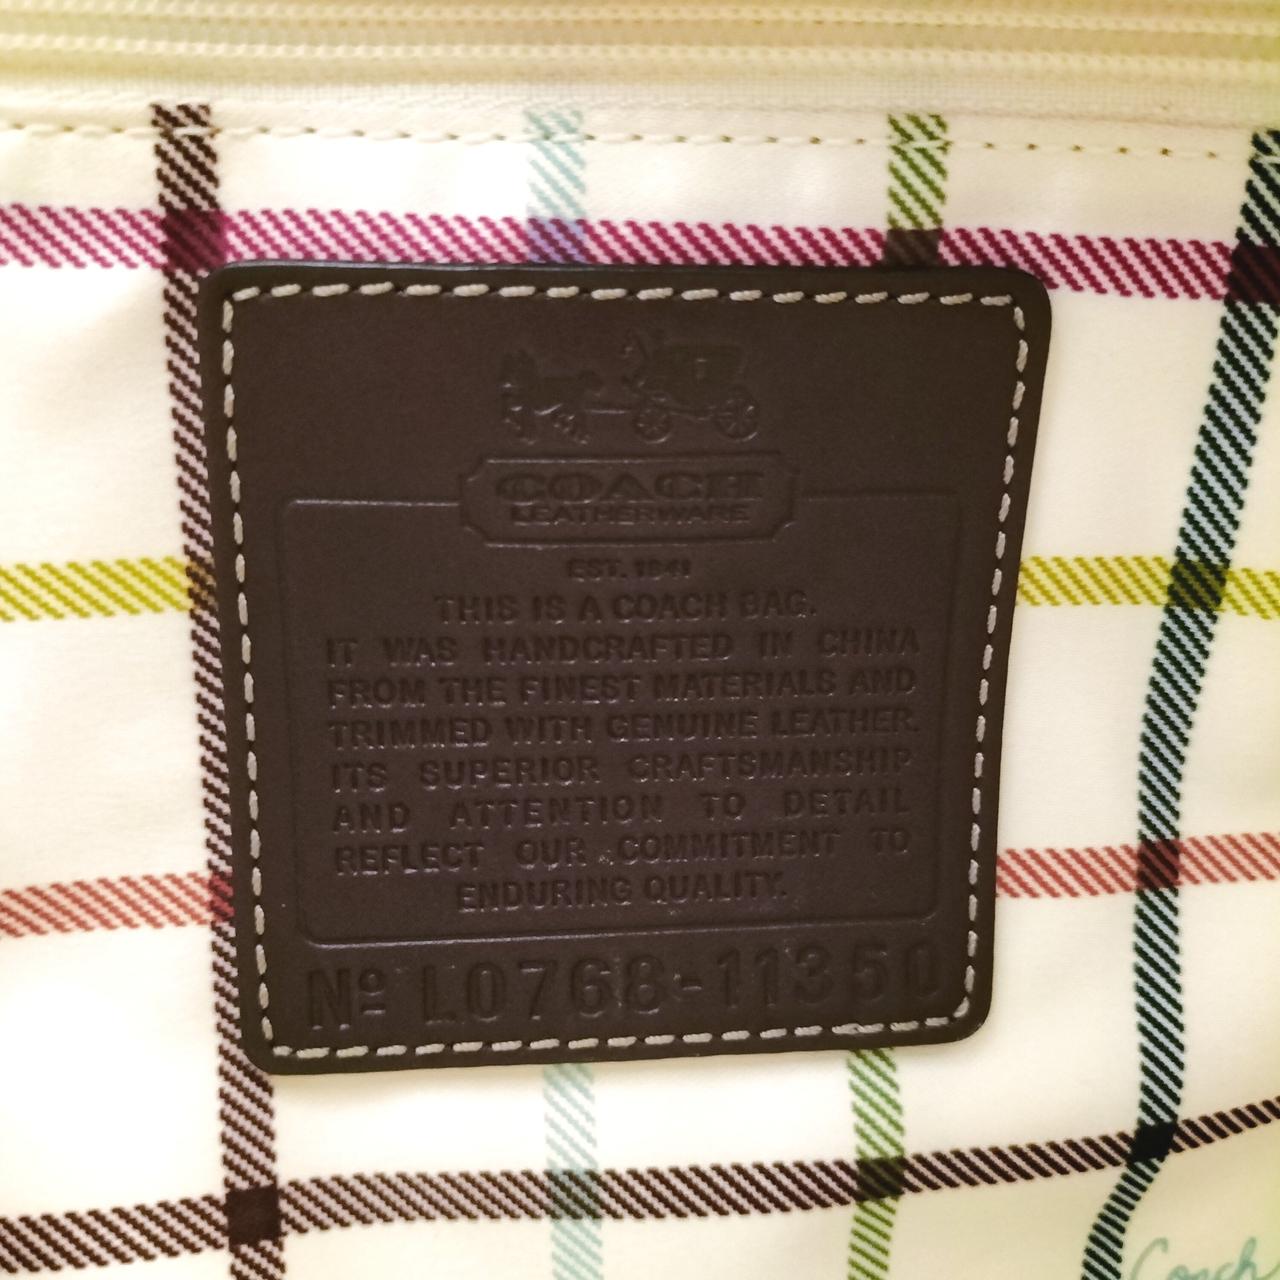 COACH
LEATHERWARE
EST. 1941
THIS IS A COACH BAG.
IT WAS HANDCRAFTED IN CHINA
FROM THE FINEST MATERIALS AND
TRIMMED WITH GENUINE LEATHER.
ITS SUPERIOR CRAFTSMANSHIP
AND ATTENTION TO DETAIL
REFLECT OUR COMMITMENT TO
ENDURING QUALITY.
Nº L0768-11350
Coach